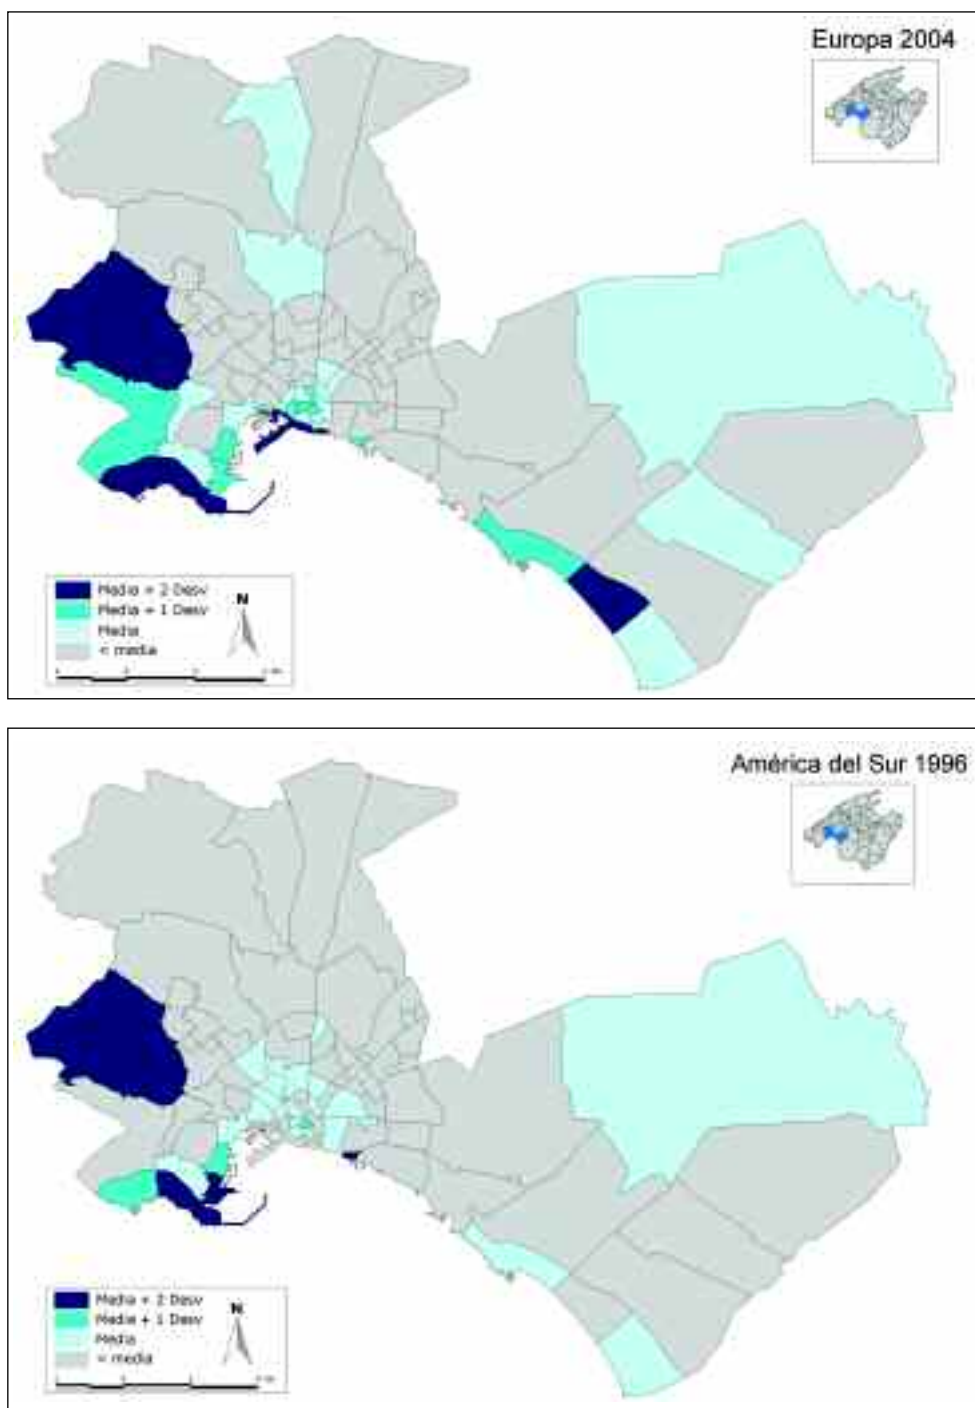 Europa 2004
Media + 2 Desv
Media + 1 Desv
Media
< media
N
América del Sur 1996
Media + 2 Desv
Media + 1 Desv
Media
< media
N